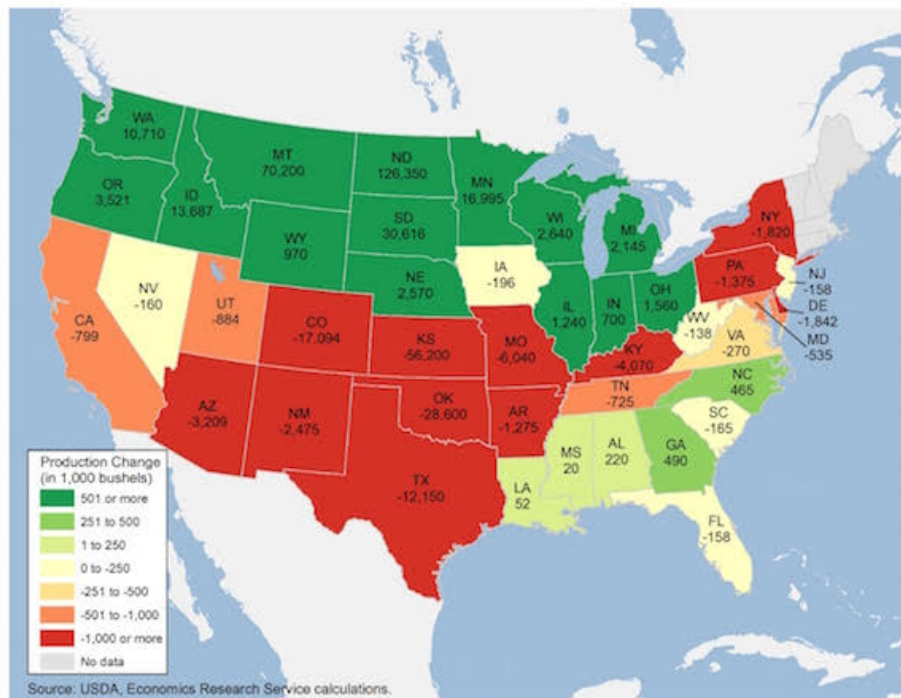 WA
10,710
MT
70,200
ND
126,350
MN
16,995
OR
3,521
ID
13,687
SD
30,616
WI
2,640
MI
2,145
NY
-1,820
WY
970
NE
2,570
IA
-196
PA
-1,375
NJ
-158
DE
-1,842
MD
-535
NV
-160
UT
-884
CA
-799
CO
-17,094
KS
-56,200
MO
-6,040
IL
1,240
IN
700
OH
1,560
WV
-138
VA
-270
KY
-4,070
NC
465
TN
-725
AZ
-3,209
NM
-2,475
OK
-28,600
AR
-1,275
SC
-165
MS
20
AL
220
GA
490
TX
-12,150
LA
52
FL
-158
Production Change
(in 1,000 bushels)
501 or more
251 to 500
1 to 250
0 to -250
-251 to -500
-501 to -1,000
-1,000 or more
No data
Source: USDA, Economics Research Service calculations.